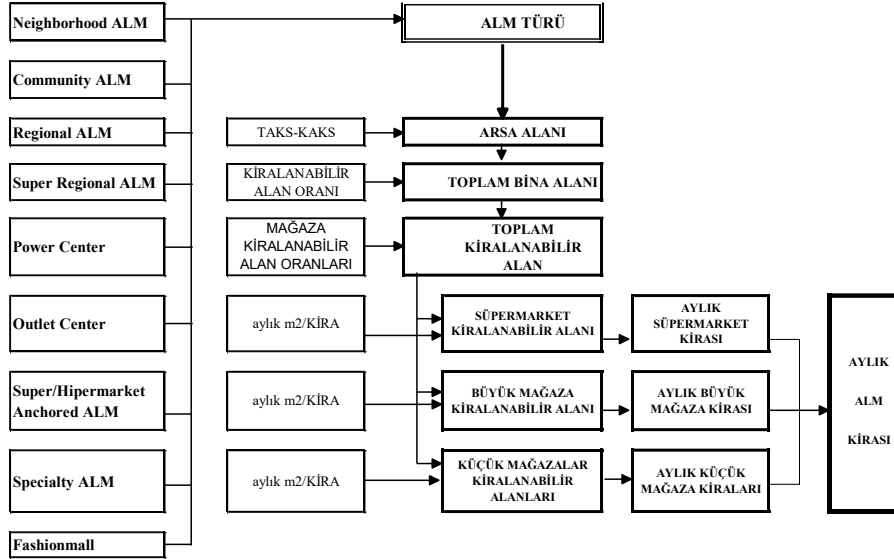 Neighborhood ALM
Community ALM
Regional ALM
Super Regional ALM
Power Center
Outlet Center
Super/Hipermarket
Anchored ALM
Specialty ALM
Fashionmall
ALM TÜRÜ
TAKS-KAKS
ARSA ALANI
KİRALANABİLİR
ALAN ORANI
TOPLAM BİNA ALANI
MAĞAZA
KİRALANABİLİR
ALAN ORANLARI
TOPLAM
KİRALANABİLİR
ALAN
aylık m2/KİRA
SÜPERMARKET
KİRALANABİLİR ALANI
AYLIK
SÜPERMARKET
KİRASI
aylık m2/KİRA
BÜYÜK MAĞAZA
KİRALANABİLİR ALANI
AYLIK BÜYÜK
MAĞAZA KİRASI
aylık m2/KİRA
KÜÇÜK MAĞAZALAR
KİRALANABİLİR
ALANLARI
AYLIK KÜÇÜK
MAĞAZA KİRALARI
AYLIK
ALM
KİRASI